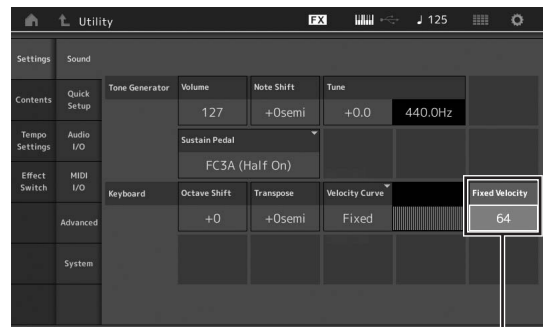 Utility FX ♩ 125
Settings Sound
Tone Generator Volume Note Shift Tune
Contents Quick Setup 127 +0semi +0.0 440.0Hz
Tempo Settings Audio I/O Sustain Pedal
FC3A (Half On)
Effect Switch MIDI I/O
Keyboard Octave Shift Transpose Velocity Curve Fixed Velocity
+0 +0semi Fixed 64
Advanced
System